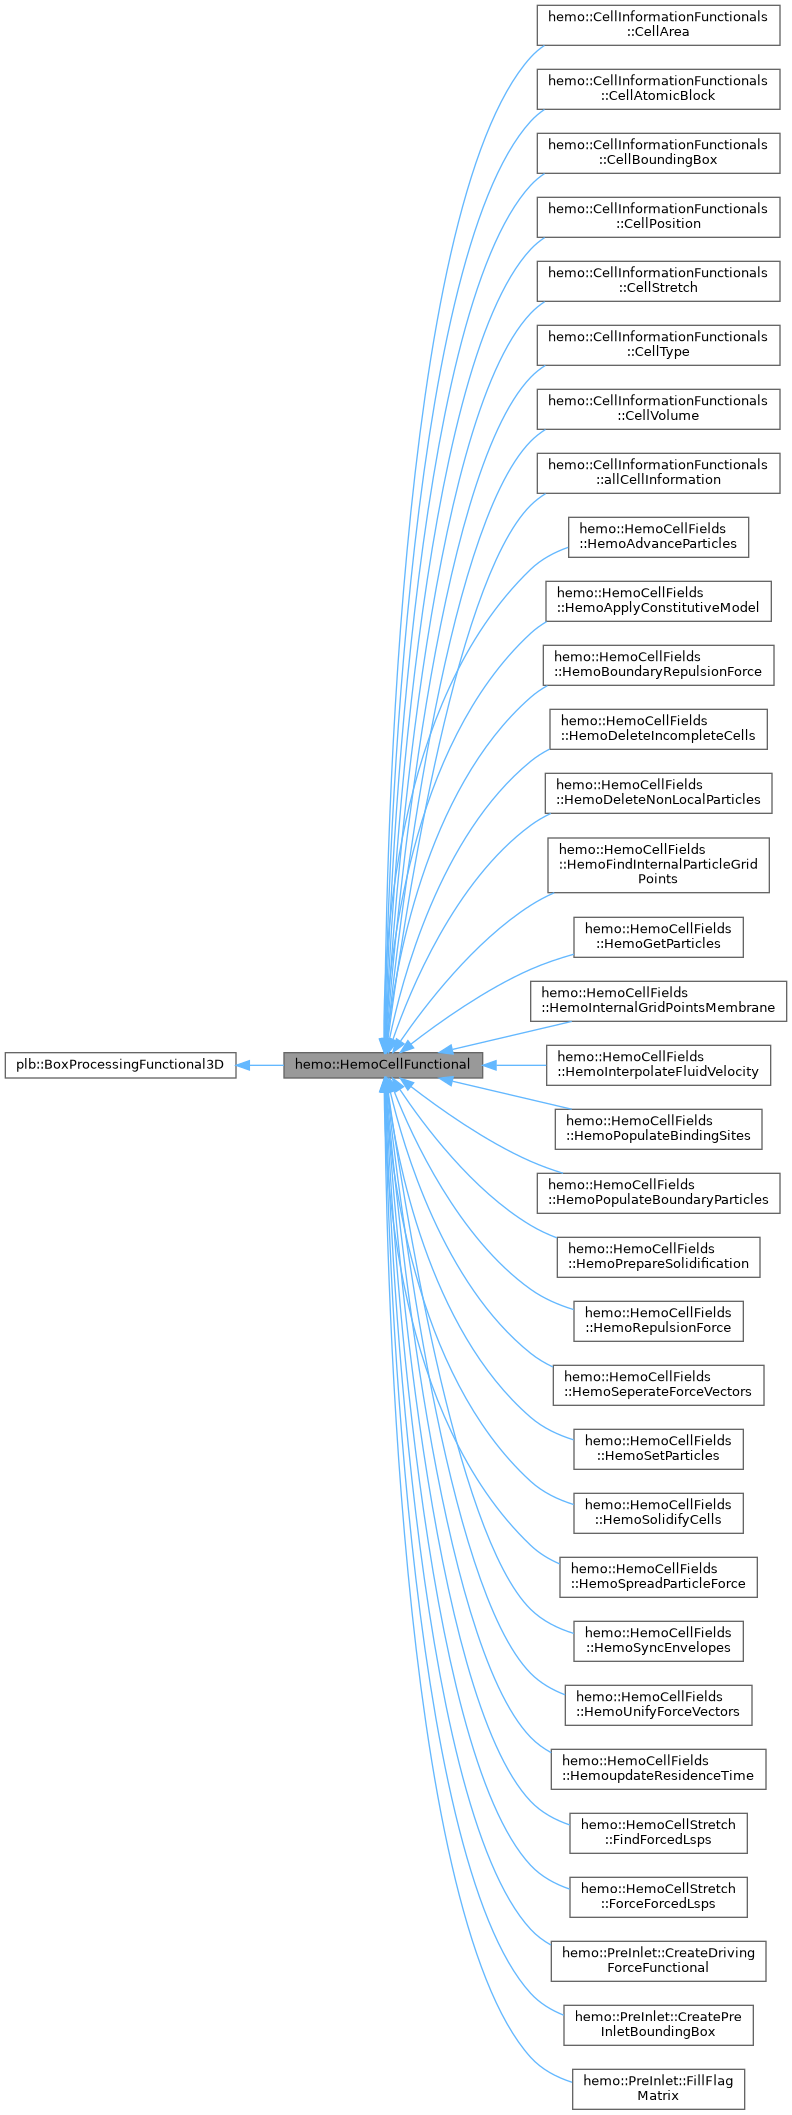 hemo::CellInformationFunctionals
::CellArea
hemo::CellInformationFunctionals
::CellAtomicBlock
hemo::CellInformationFunctionals
::CellBoundingBox
hemo::CellInformationFunctionals
::CellPosition
hemo::CellInformationFunctionals
::CellStretch
hemo::CellInformationFunctionals
::CellType
hemo::CellInformationFunctionals
::CellVolume
hemo::CellInformationFunctionals
::allCellInformation
hemo::HemoCellFields
::HemoAdvanceParticles
hemo::HemoCellFields
::HemoApplyConstitutiveModel
hemo::HemoCellFields
::HemoBoundaryRepulsionForce
hemo::HemoCellFields
::HemoDeleteIncompleteCells
hemo::HemoCellFields
::HemoDeleteNonLocalParticles
hemo::HemoCellFields
::HemoFindInternalParticleGrid
Points
hemo::HemoCellFields
::HemoGetParticles
hemo::HemoCellFields
::HemoInternalGridPointsMembrane
plb::BoxProcessingFunctional3D
hemo::HemoCellFunctional
hemo::HemoCellFields
::HemoInterpolateFluidVelocity
hemo::HemoCellFields
::HemoPopulateBindingSites
hemo::HemoCellFields
::HemoPopulateBoundaryParticles
hemo::HemoCellFields
::HemoPrepareSolidification
hemo::HemoCellFields
::HemoRepulsionForce
hemo::HemoCellFields
::HemoSeperateForceVectors
hemo::HemoCellFields
::HemoSetParticles
hemo::HemoCellFields
::HemoSolidifyCells
hemo::HemoCellFields
::HemoSpreadParticleForce
hemo::HemoCellFields
::HemoSyncEnvelopes
hemo::HemoCellFields
::HemoUnifyForceVectors
hemo::HemoCellFields
::HemoupdateResidenceTime
hemo::HemoCellStretch
::FindForcedLsps
hemo::HemoCellStretch
::ForceForcedLsps
hemo::PreInlet::CreateDriving
ForceFunctional
hemo::PreInlet::CreatePre
InletBoundingBox
hemo::PreInlet::FillFlag
Matrix